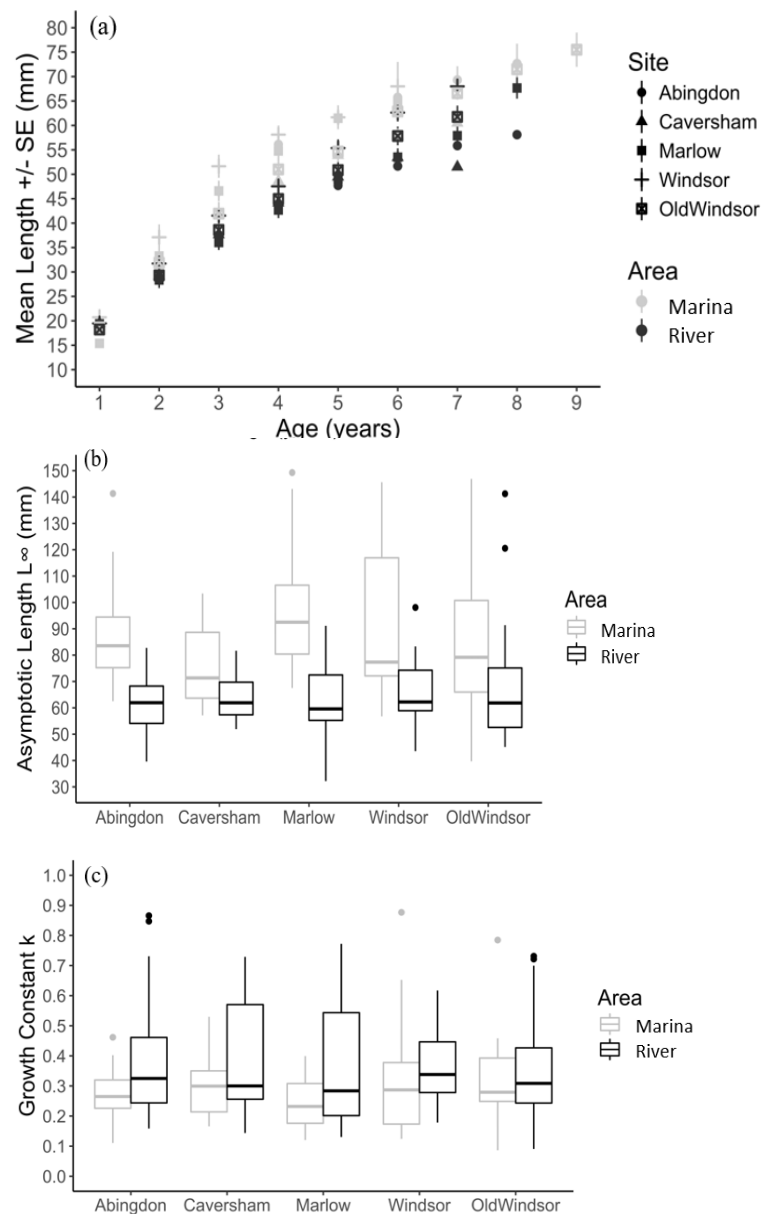 (a)
Mean Length +/- SE (mm)
80
75
70
65
60
55
50
45
40
35
30
25
20
15
10
1 2 3 4 5 6 7 8 9
Age (years)
Site
Abingdon
Caversham
Marlow
Windsor
OldWindsor
Area
Marina
River
(b)
Asymptotic Length L∞ (mm)
150
140
130
120
110
100
90
80
70
60
50
40
30
Abingdon Caversham Marlow Windsor OldWindsor
Area
Marina
River
(c)
Growth Constant k
1.0
0.9
0.8
0.7
0.6
0.5
0.4
0.3
0.2
0.1
0.0
Abingdon Caversham Marlow Windsor OldWindsor
Area
Marina
River